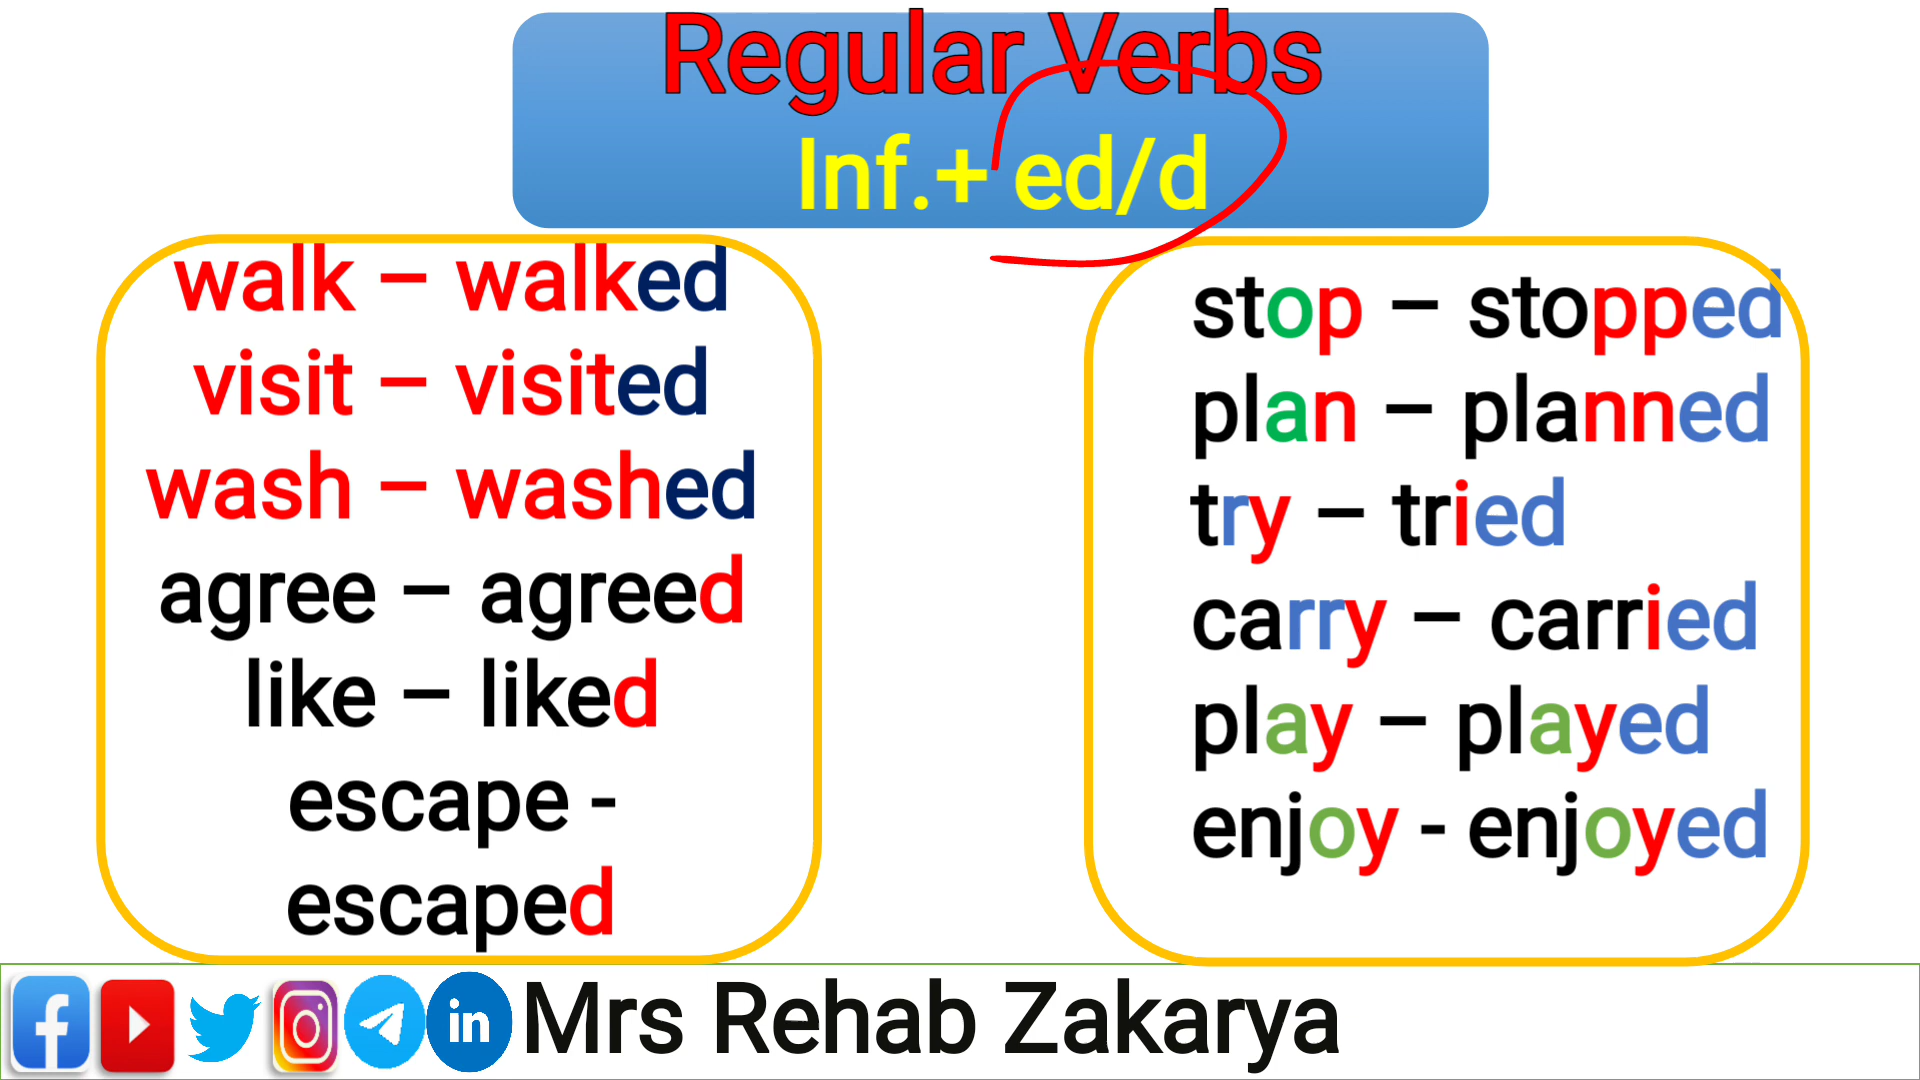 Regular Verbs
Inf.+ ed/d
walk – walked
visit – visited
wash – washed
agree – agreed
like – liked
escape -
escaped
stop – stopped
plan – planned
try – tried
carry – carried
play – played
enjoy - enjoyed
Mrs Rehab Zakarya